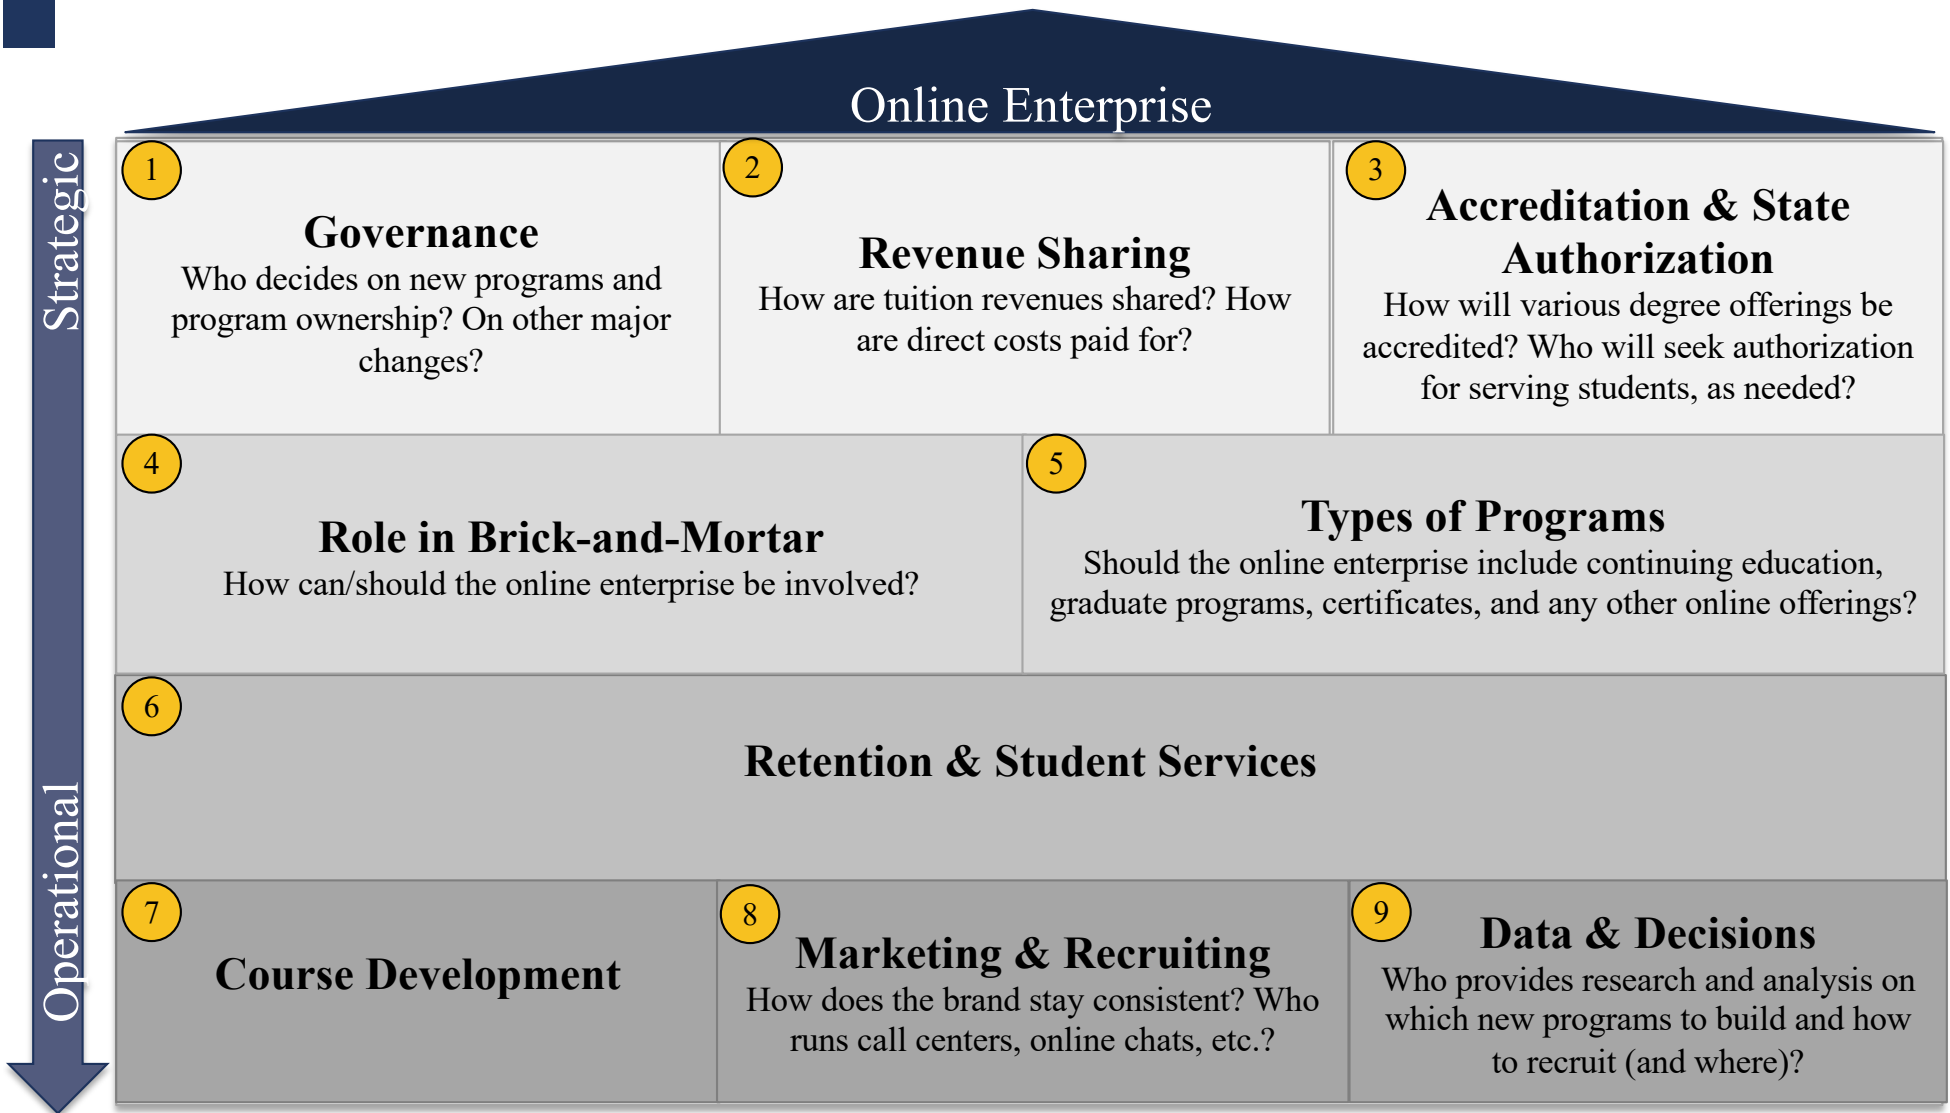 Online Enterprise
Strategic
Operational
1
Governance
Who decides on new programs and
program ownership? On other major
changes?
2
Revenue Sharing
How are tuition revenues shared? How
are direct costs paid for?
3
Accreditation & State
Authorization
How will various degree offerings be
accredited? Who will seek authorization
for serving students, as needed?
4
Role in Brick-and-Mortar
How can/should the online enterprise be involved?
5
Types of Programs
Should the online enterprise include continuing education,
graduate programs, certificates, and any other online offerings?
6
Retention & Student Services
7
Course Development
8
Marketing & Recruiting
How does the brand stay consistent? Who
runs call centers, online chats, etc.?
9
Data & Decisions
Who provides research and analysis on
which new programs to build and how
to recruit (and where)?